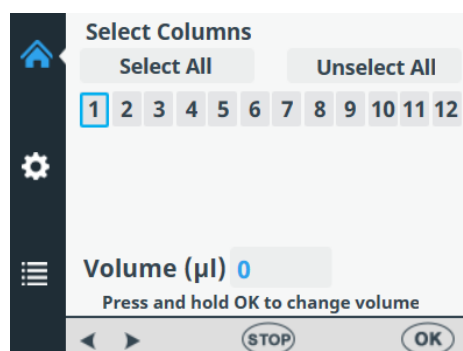 Select Columns
Select All Unselect All
1 2 3 4 5 6 7 8 9 10 11 12
Volume (µl) 0
Press and hold OK to change volume
STOP OK